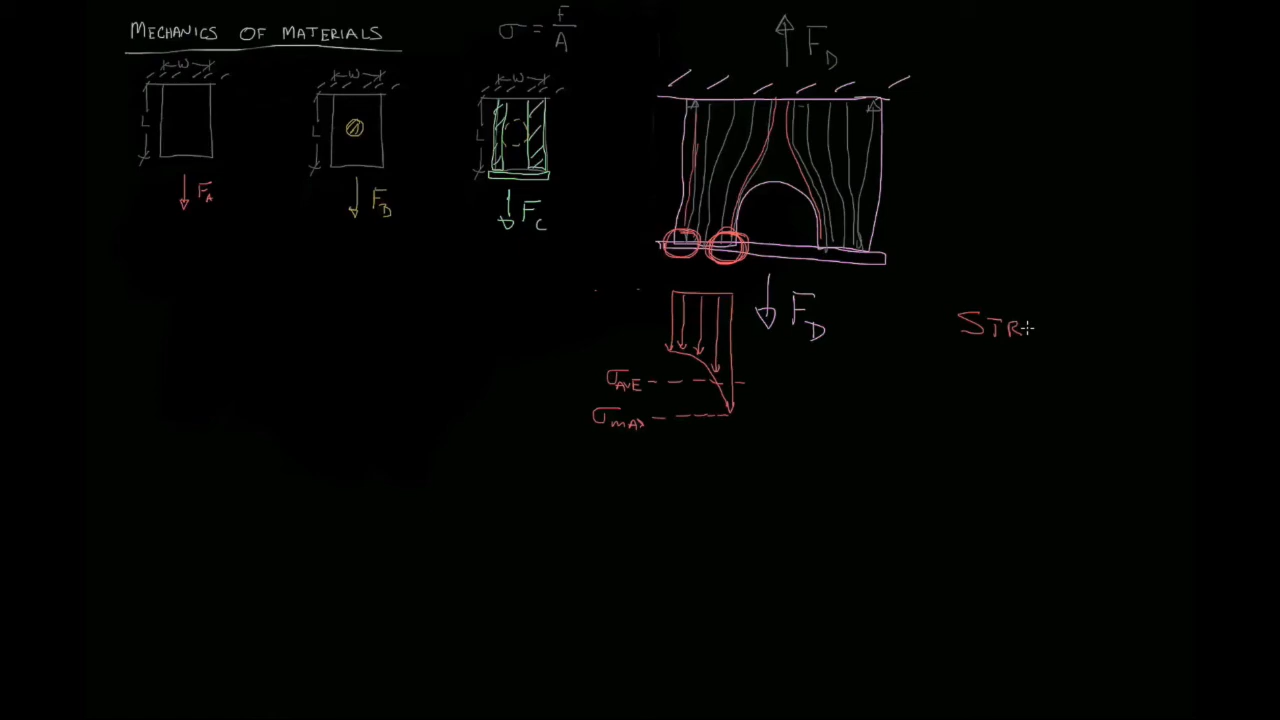 MECHANICS OF MATERIALS
σ = F/A
W
L
F_A
W
L
F_B
W
L
F_C
F_D
F_D
σ_AVE
σ_MAX
STR